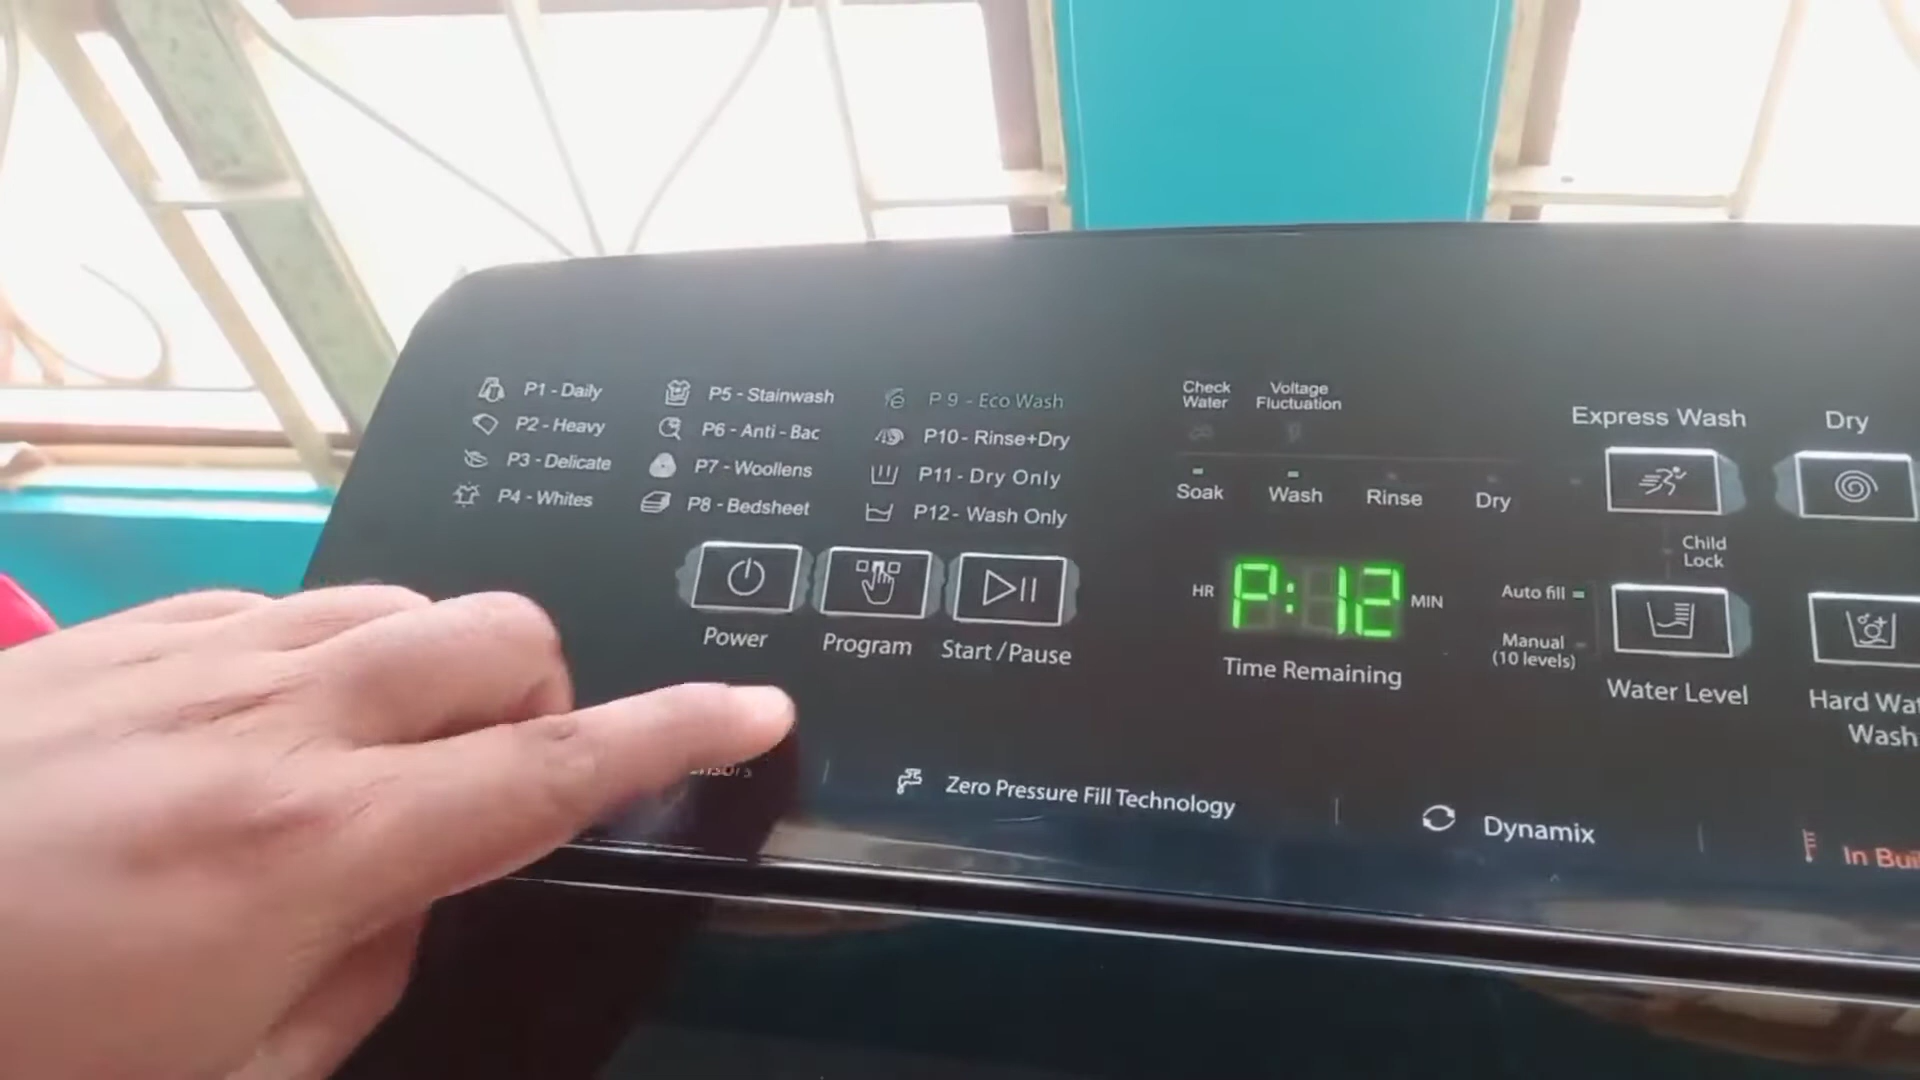 P1 - Daily
P2 - Heavy
P3 - Delicate
P4 - Whites
P5 - Stainwash
P6 - Anti - Bac
P7 - Woollens
P8 - Bedsheet
P 9 - Eco Wash
P10 - Rinse+Dry
P11 - Dry Only
P12 - Wash Only
Power
Program
Start /Pause
Check
Water
Voltage
Fluctuation
Soak
Wash
Rinse
Dry
HR
P: 12
MIN
Time Remaining
Express Wash
Dry
Child
Lock
Auto fill
Manual
(10 levels)
Water Level
Hard
Wash
Zero Pressure Fill Technology
Dynamix
In